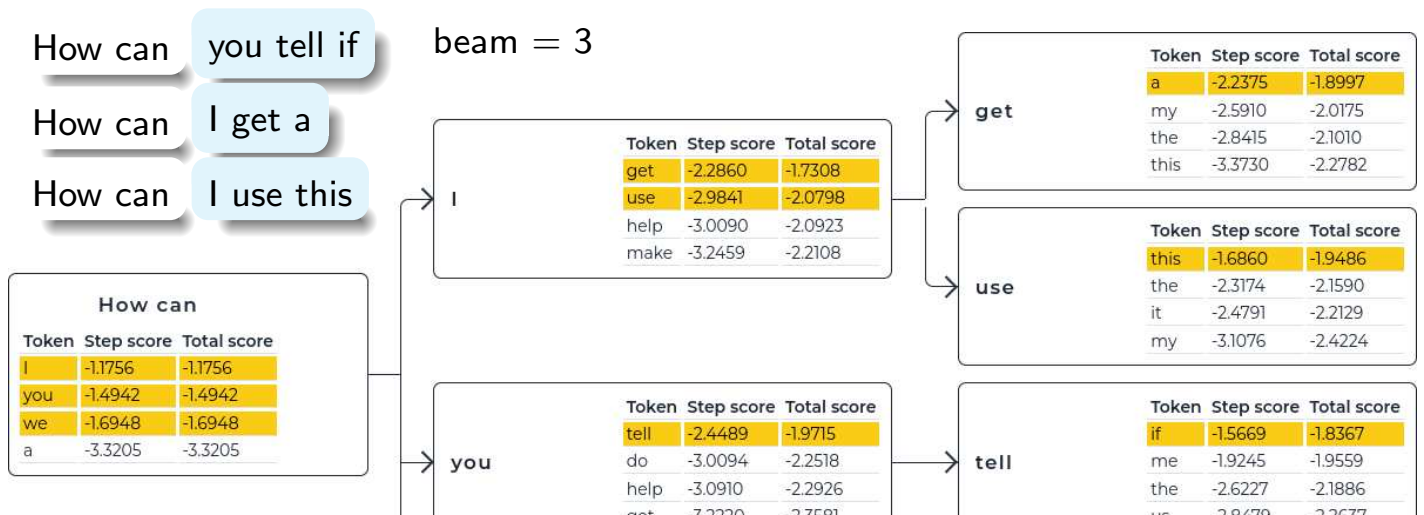 How can you tell if
How can I get a
How can I use this
beam = 3
How can
Token Step score Total score
I -1.1756 -1.1756
you -1.4942 -1.4942
we -1.6948 -1.6948
a -3.3205 -3.3205
I
Token Step score Total score
get -2.2860 -1.7308
use -2.9841 -2.0798
help -3.0090 -2.0923
make -3.2459 -2.2108
you
Token Step score Total score
tell -2.4489 -1.9715
do -3.0094 -2.2518
help -3.0910 -2.2926
get
Token Step score Total score
a -2.2375 -1.8997
my -2.5910 -2.0175
the -2.8415 -2.1010
this -3.3730 -2.2782
use
Token Step score Total score
this -1.6860 -1.9486
the -2.3174 -2.1590
it -2.4791 -2.2129
my -3.1076 -2.4224
tell
Token Step score Total score
if -1.5669 -1.8367
me -1.9245 -1.9559
the -2.6227 -2.1886